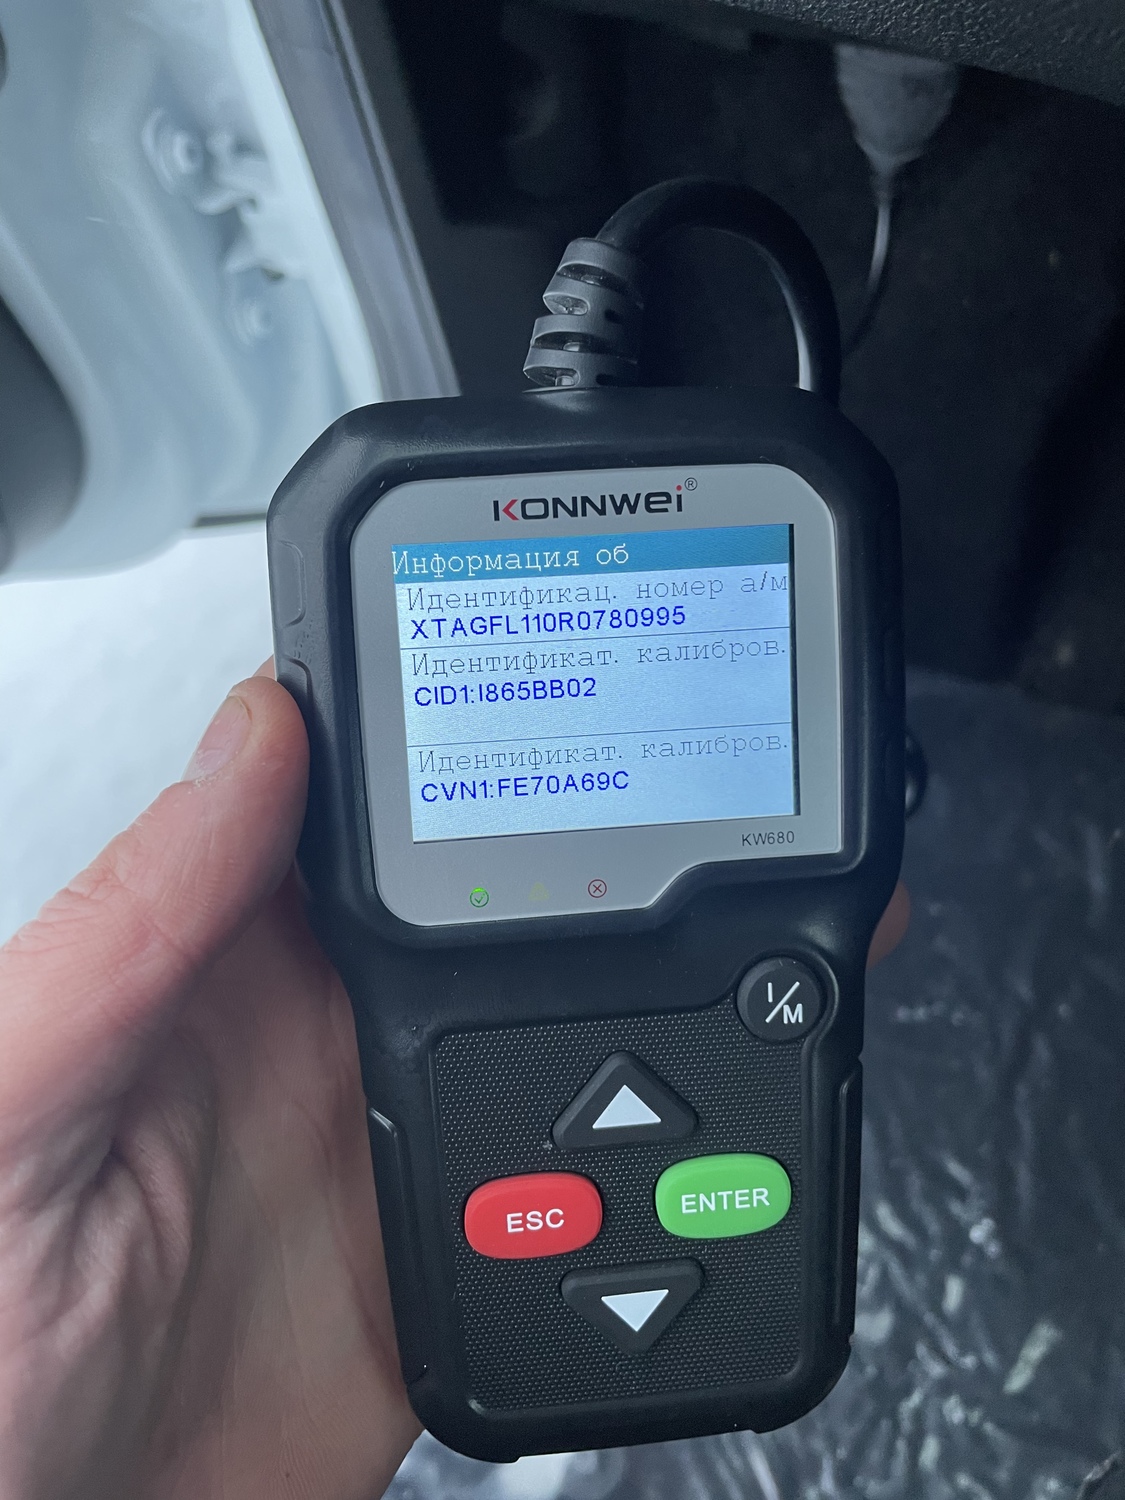 KONNWEI®
Информация об
Идентификац. номер а/м
XTAGFL110R0780995
Идентификат. калибров.
CID1:I865BB02
Идентификат. калибров.
CVN1:FE70A69C
KW680
I/M
ESC
ENTER